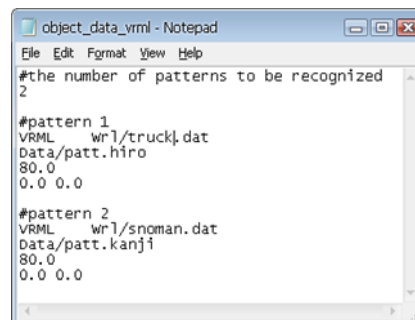 object_data_vrml - Notepad
File Edit Format View Help
#the number of patterns to be recognized
2
#pattern 1
VRML Wrl/truck.dat
Data/patt.hiro
80.0
0.0 0.0
#pattern 2
VRML Wrl/snoman.dat
Data/patt.kanji
80.0
0.0 0.0